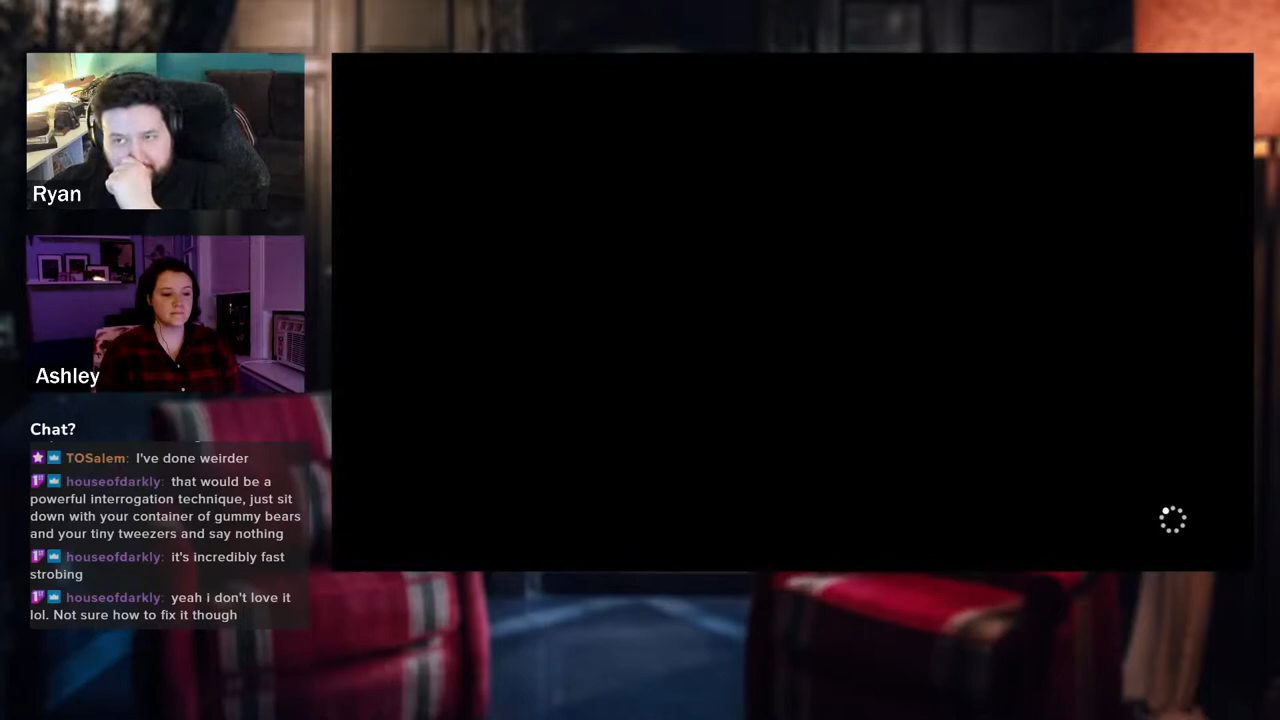 Ryan
Ashley
Chat?
TOSalem: I've done weirder
houseofdarkly: that would be a
powerful interrogation technique, just sit
down with your container of gummy bears
and your tiny tweezers and say nothing
houseofdarkly: it's incredibly fast
strobing
houseofdarkly: yeah i don't love it
lol. Not sure how to fix it though